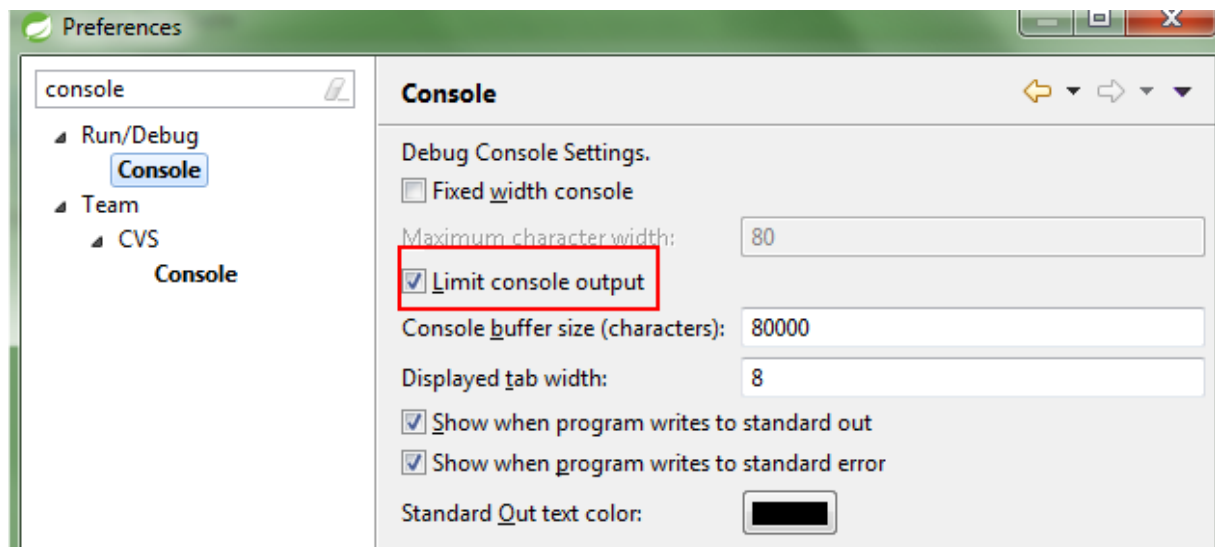 Preferences
console
Run/Debug
Console
Team
CVS
Console
Console
Debug Console Settings.
Fixed width console
Maximum character width: 80
Limit console output
Console buffer size (characters): 80000
Displayed tab width: 8
Show when program writes to standard out
Show when program writes to standard error
Standard Out text color: